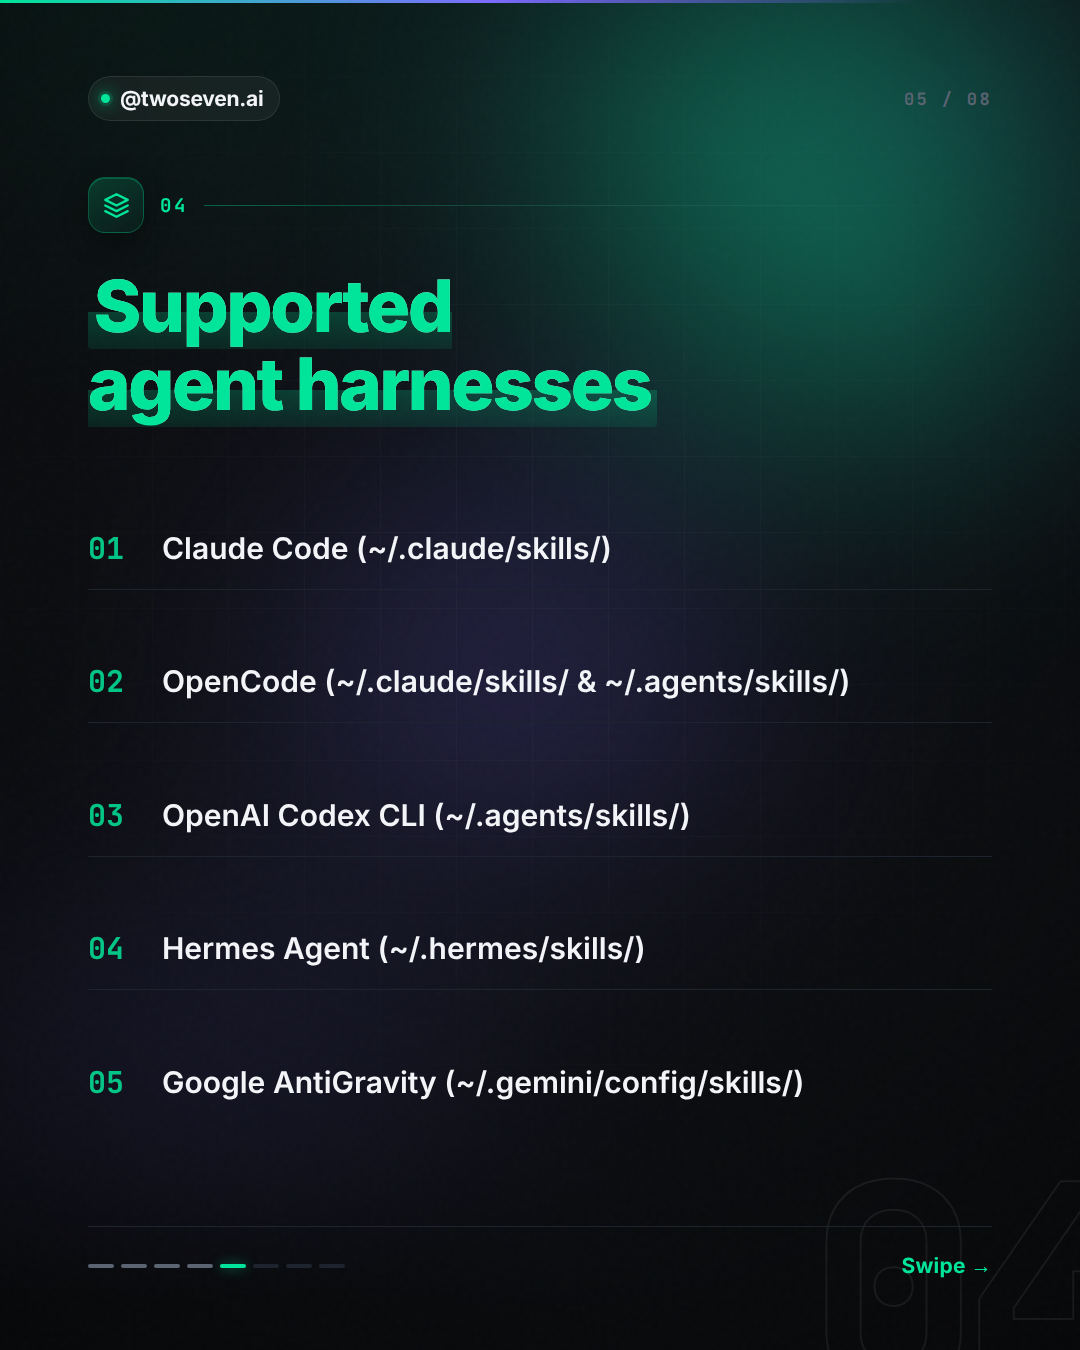 @twoseven.ai
05 / 08
04
Supported
agent harnesses
01 Claude Code (~/.claude/skills/)
02 OpenCode (~/.claude/skills/ & ~/.agents/skills/)
03 OpenAI Codex CLI (~/.agents/skills/)
04 Hermes Agent (~/.hermes/skills/)
05 Google AntiGravity (~/.gemini/config/skills/)
Swipe →
04